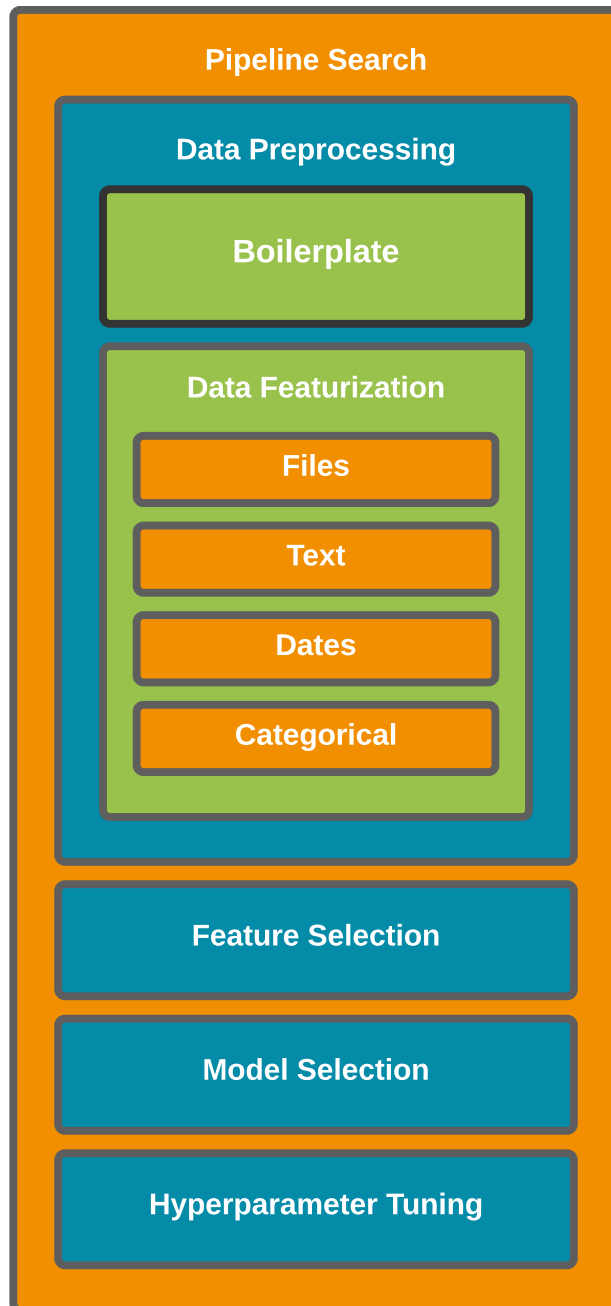 Pipeline Search
Data Preprocessing
Boilerplate
Data Featurization
Files
Text
Dates
Categorical
Feature Selection
Model Selection
Hyperparameter Tuning